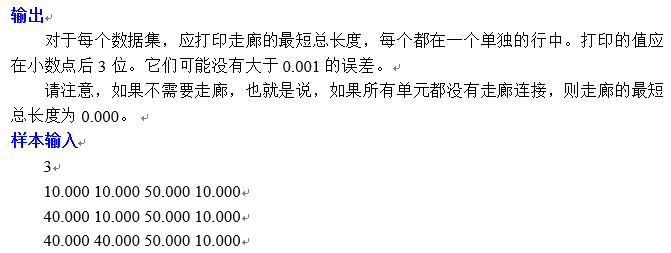 输出
对于每个数据集，应打印走廊的最短总长度，每个都在一个单独的行中。打印的值应
在小数点后 3 位。它们可能没有大于 0.001 的误差。
请注意，如果不需要走廊，也就是说，如果所有单元都没有走廊连接，则走廊的最短
总长度为 0.000。
样本输入
3
10.000 10.000 50.000 10.000
40.000 10.000 50.000 10.000
40.000 40.000 50.000 10.000